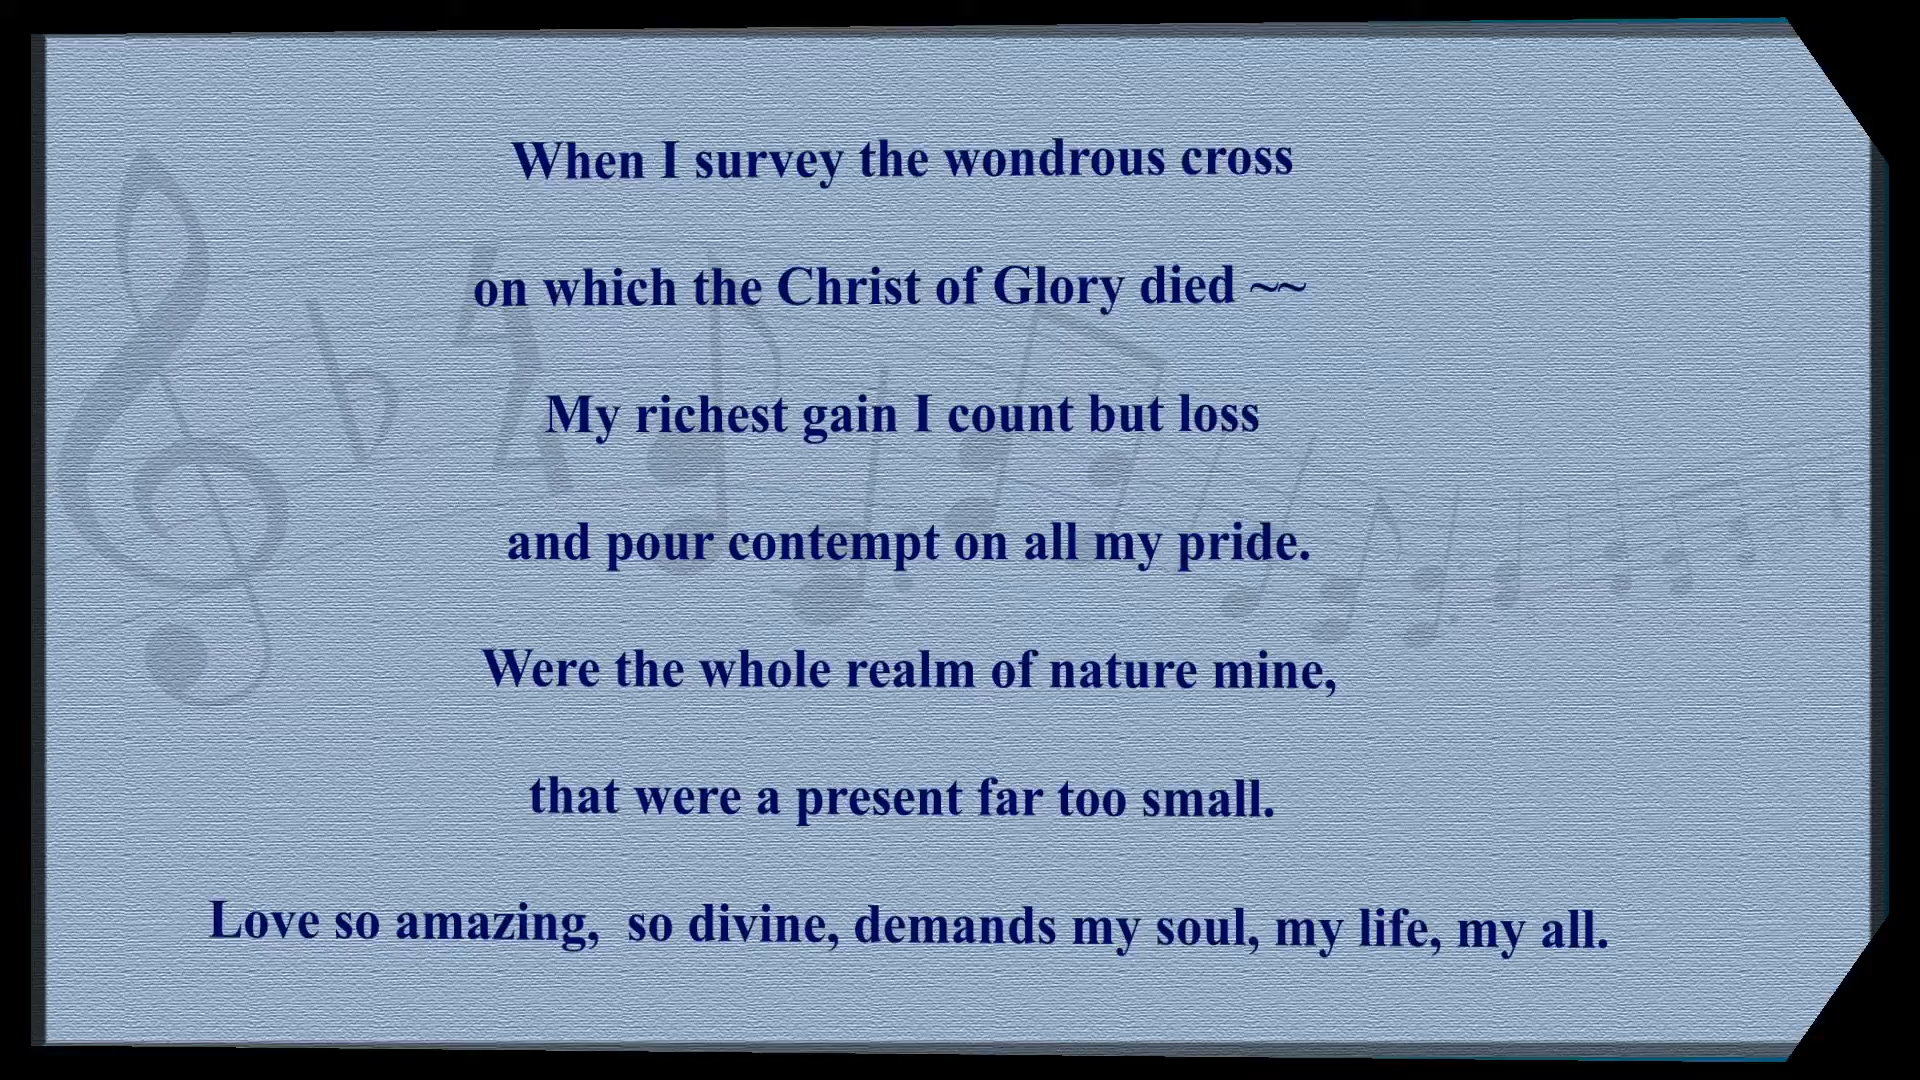 When I survey the wondrous cross
on which the Christ of Glory died ~~
My richest gain I count but loss
and pour contempt on all my pride.
Were the whole realm of nature mine,
that were a present far too small.
Love so amazing,  so divine, demands my soul, my life, my all.